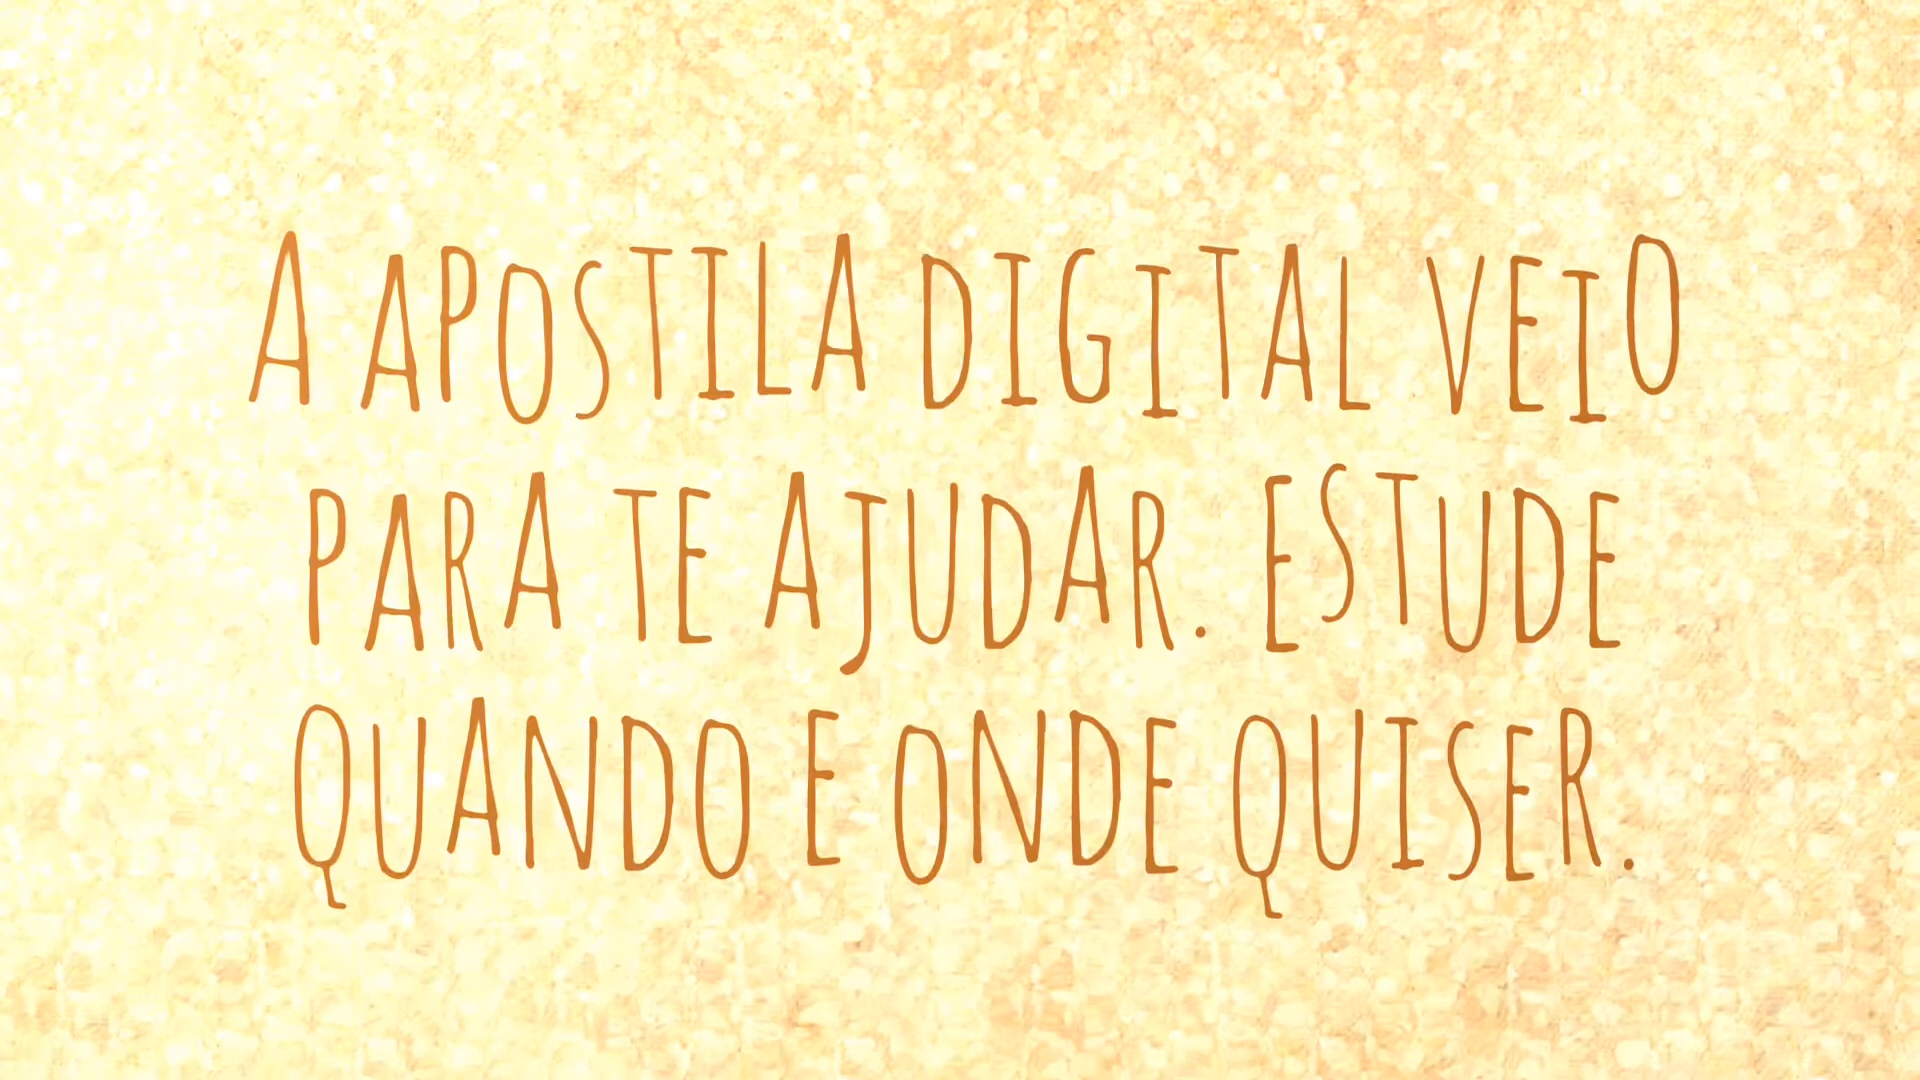 A APOSTILA DIGITAL VEIO
PARA TE AJUDAR. ESTUDE
QUANDO E ONDE QUISER.